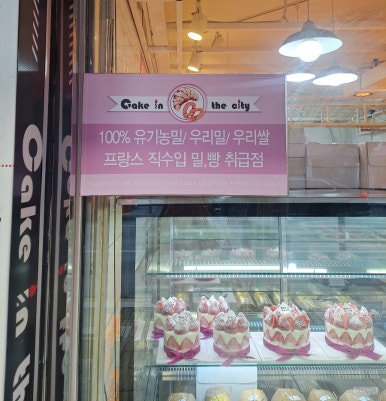 Cake in the city
100% 유기농밀/ 우리밀/ 우리쌀
프랑스 직수입 밀,빵 취급점
Cake in th